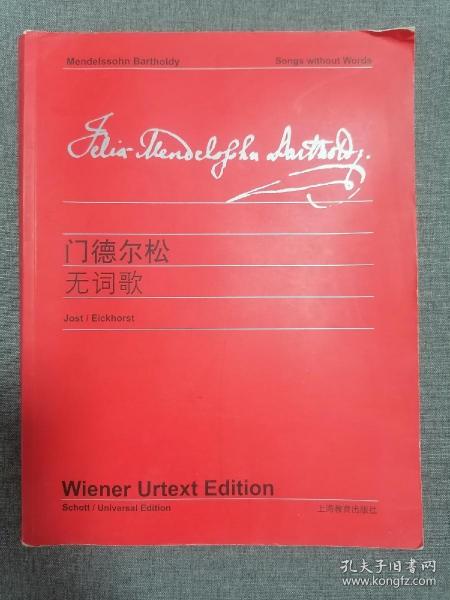 Mendelssohn Bartholdy Songs without Words
Felix Mendelssohn Bartholdy.
门德尔松
无词歌
Jost / Eickhorst
Wiener Urtext Edition
Schott / Universal Edition 上海教育出版社
孔夫子旧书网
www.kongfz.com